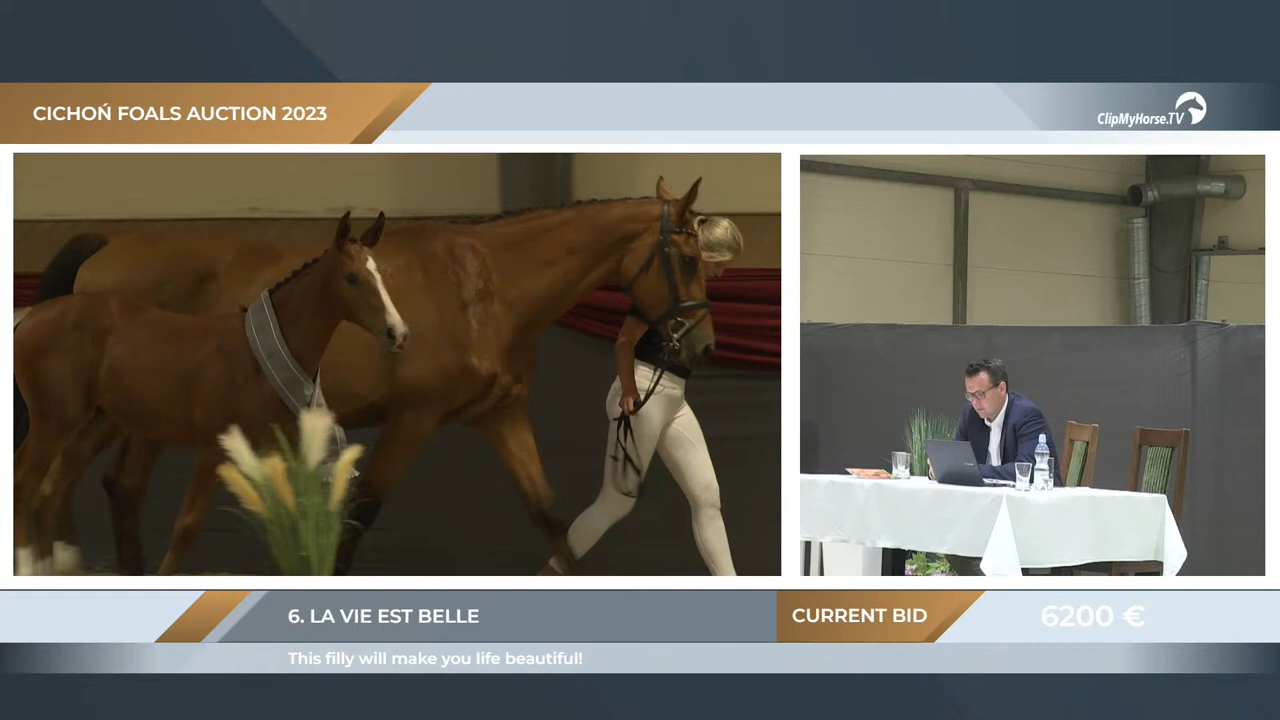 CICHOŃ FOALS AUCTION 2023
ClipMyHorse.TV
6. LA VIE EST BELLE
CURRENT BID
6200 €
This filly will make you life beautiful!